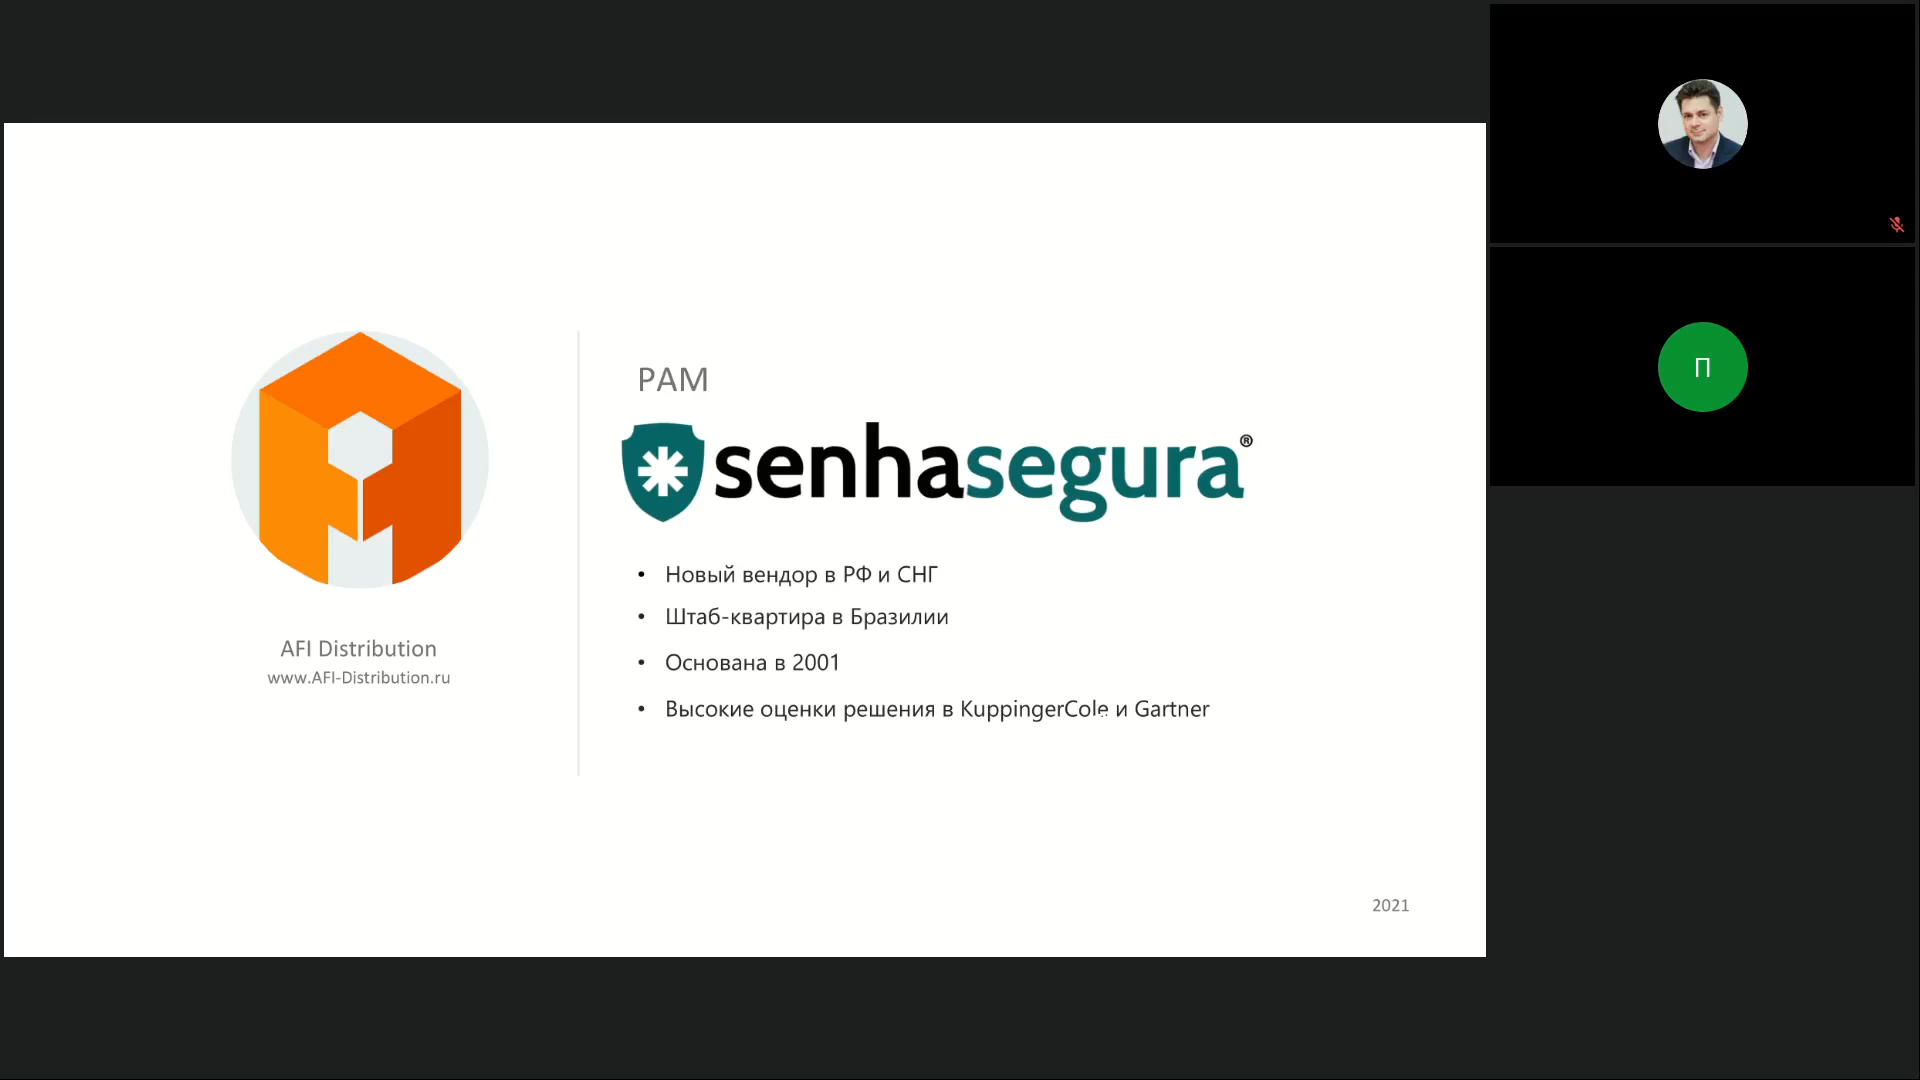 AFI Distribution
www.AFI-Distribution.ru
PAM
senhasegura®
• Новый вендор в РФ и СНГ
• Штаб-квартира в Бразилии
• Основана в 2001
• Высокие оценки решения в KuppingerCole и Gartner
2021
П